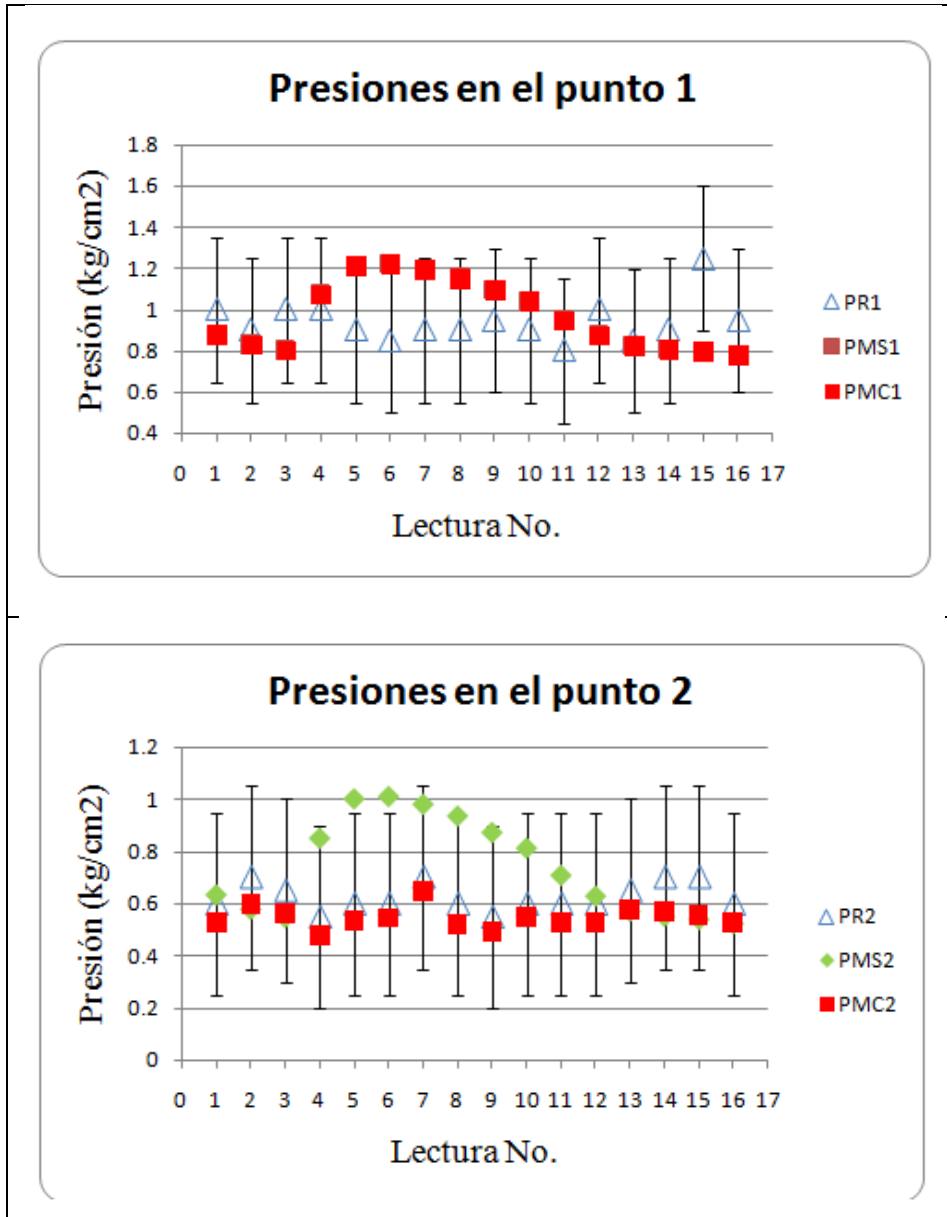 Presiones en el punto 1
Presión (kg/cm2)
1.8
1.6
1.4
1.2
1
0.8
0.6
0.4
0 1 2 3 4 5 6 7 8 9 10 11 12 13 14 15 16 17
Lectura No.
PR1
PMS1
PMC1
Presiones en el punto 2
Presión (kg/cm2)
1.2
1
0.8
0.6
0.4
0.2
0
0 1 2 3 4 5 6 7 8 9 10 11 12 13 14 15 16 17
Lectura No.
PR2
PMS2
PMC2